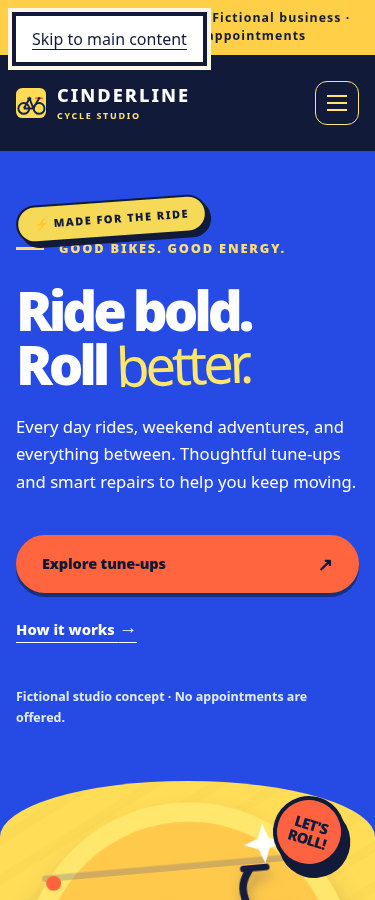 Skip to main content
Fictional business ·
appointments
CINDERLINE
CYCLE STUDIO
⚡ MADE FOR THE RIDE
GOOD BIKES. GOOD ENERGY.
Ride bold.
Roll better.
Every day rides, weekend adventures, and
everything between. Thoughtful tune-ups
and smart repairs to help you keep moving.
Explore tune-ups ↗
How it works →
Fictional studio concept · No appointments are
offered.
LET'S
ROLL!